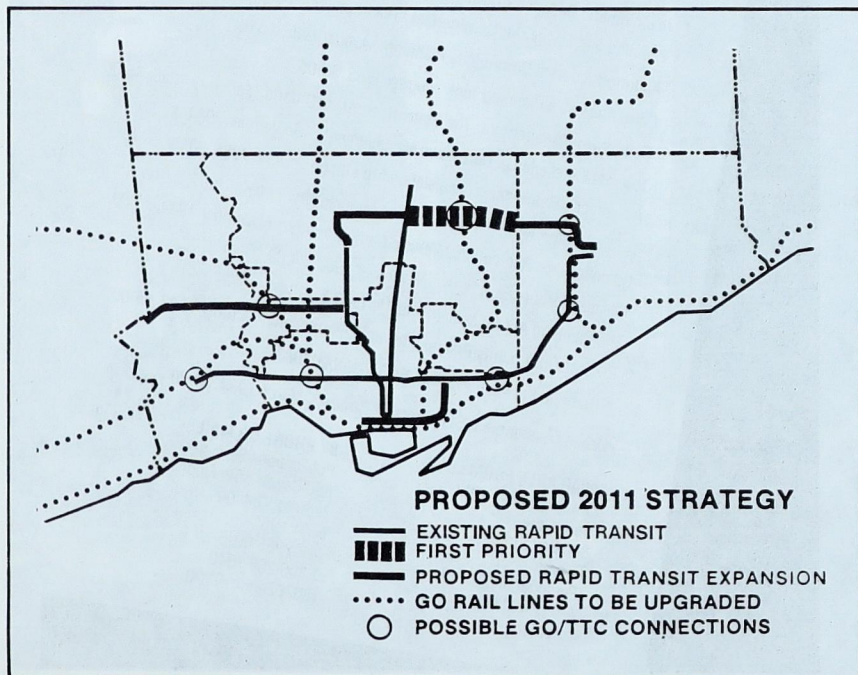 PROPOSED 2011 STRATEGY
EXISTING RAPID TRANSIT
FIRST PRIORITY
PROPOSED RAPID TRANSIT EXPANSION
GO RAIL LINES TO BE UPGRADED
POSSIBLE GO/TTC CONNECTIONS